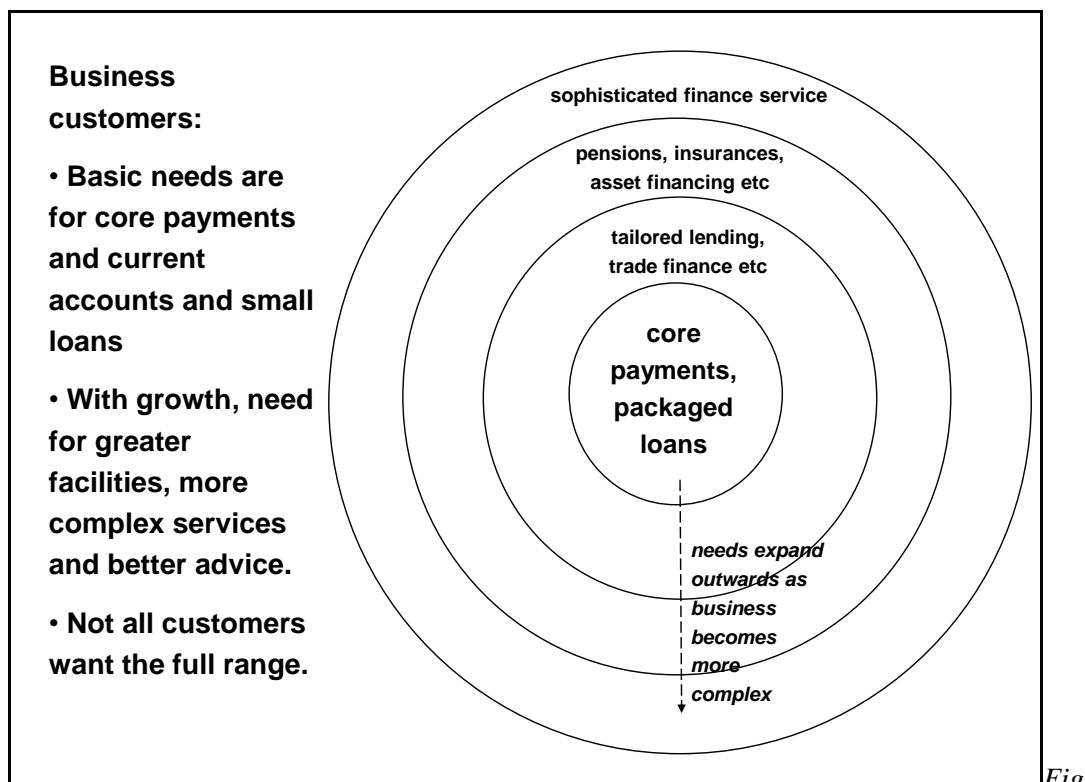 Business
customers:
• Basic needs are
for core payments
and current
accounts and small
loans
• With growth, need
for greater
facilities, more
complex services
and better advice.
• Not all customers
want the full range.
sophisticated finance service
pensions, insurances,
asset financing etc
tailored lending,
trade finance etc
core
payments,
packaged
loans
needs expand
outwards as
business
becomes
more
complex
Fig